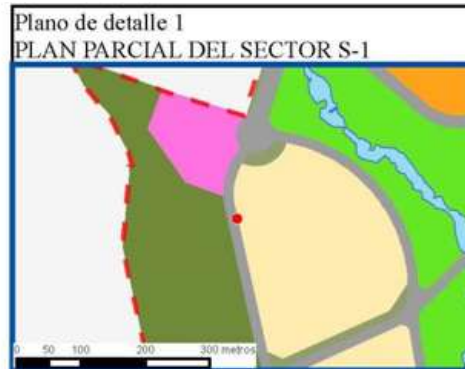 Plano de detalle 1
PLAN PARCIAL DEL SECTOR S-1
0 50 100 200 300 metros